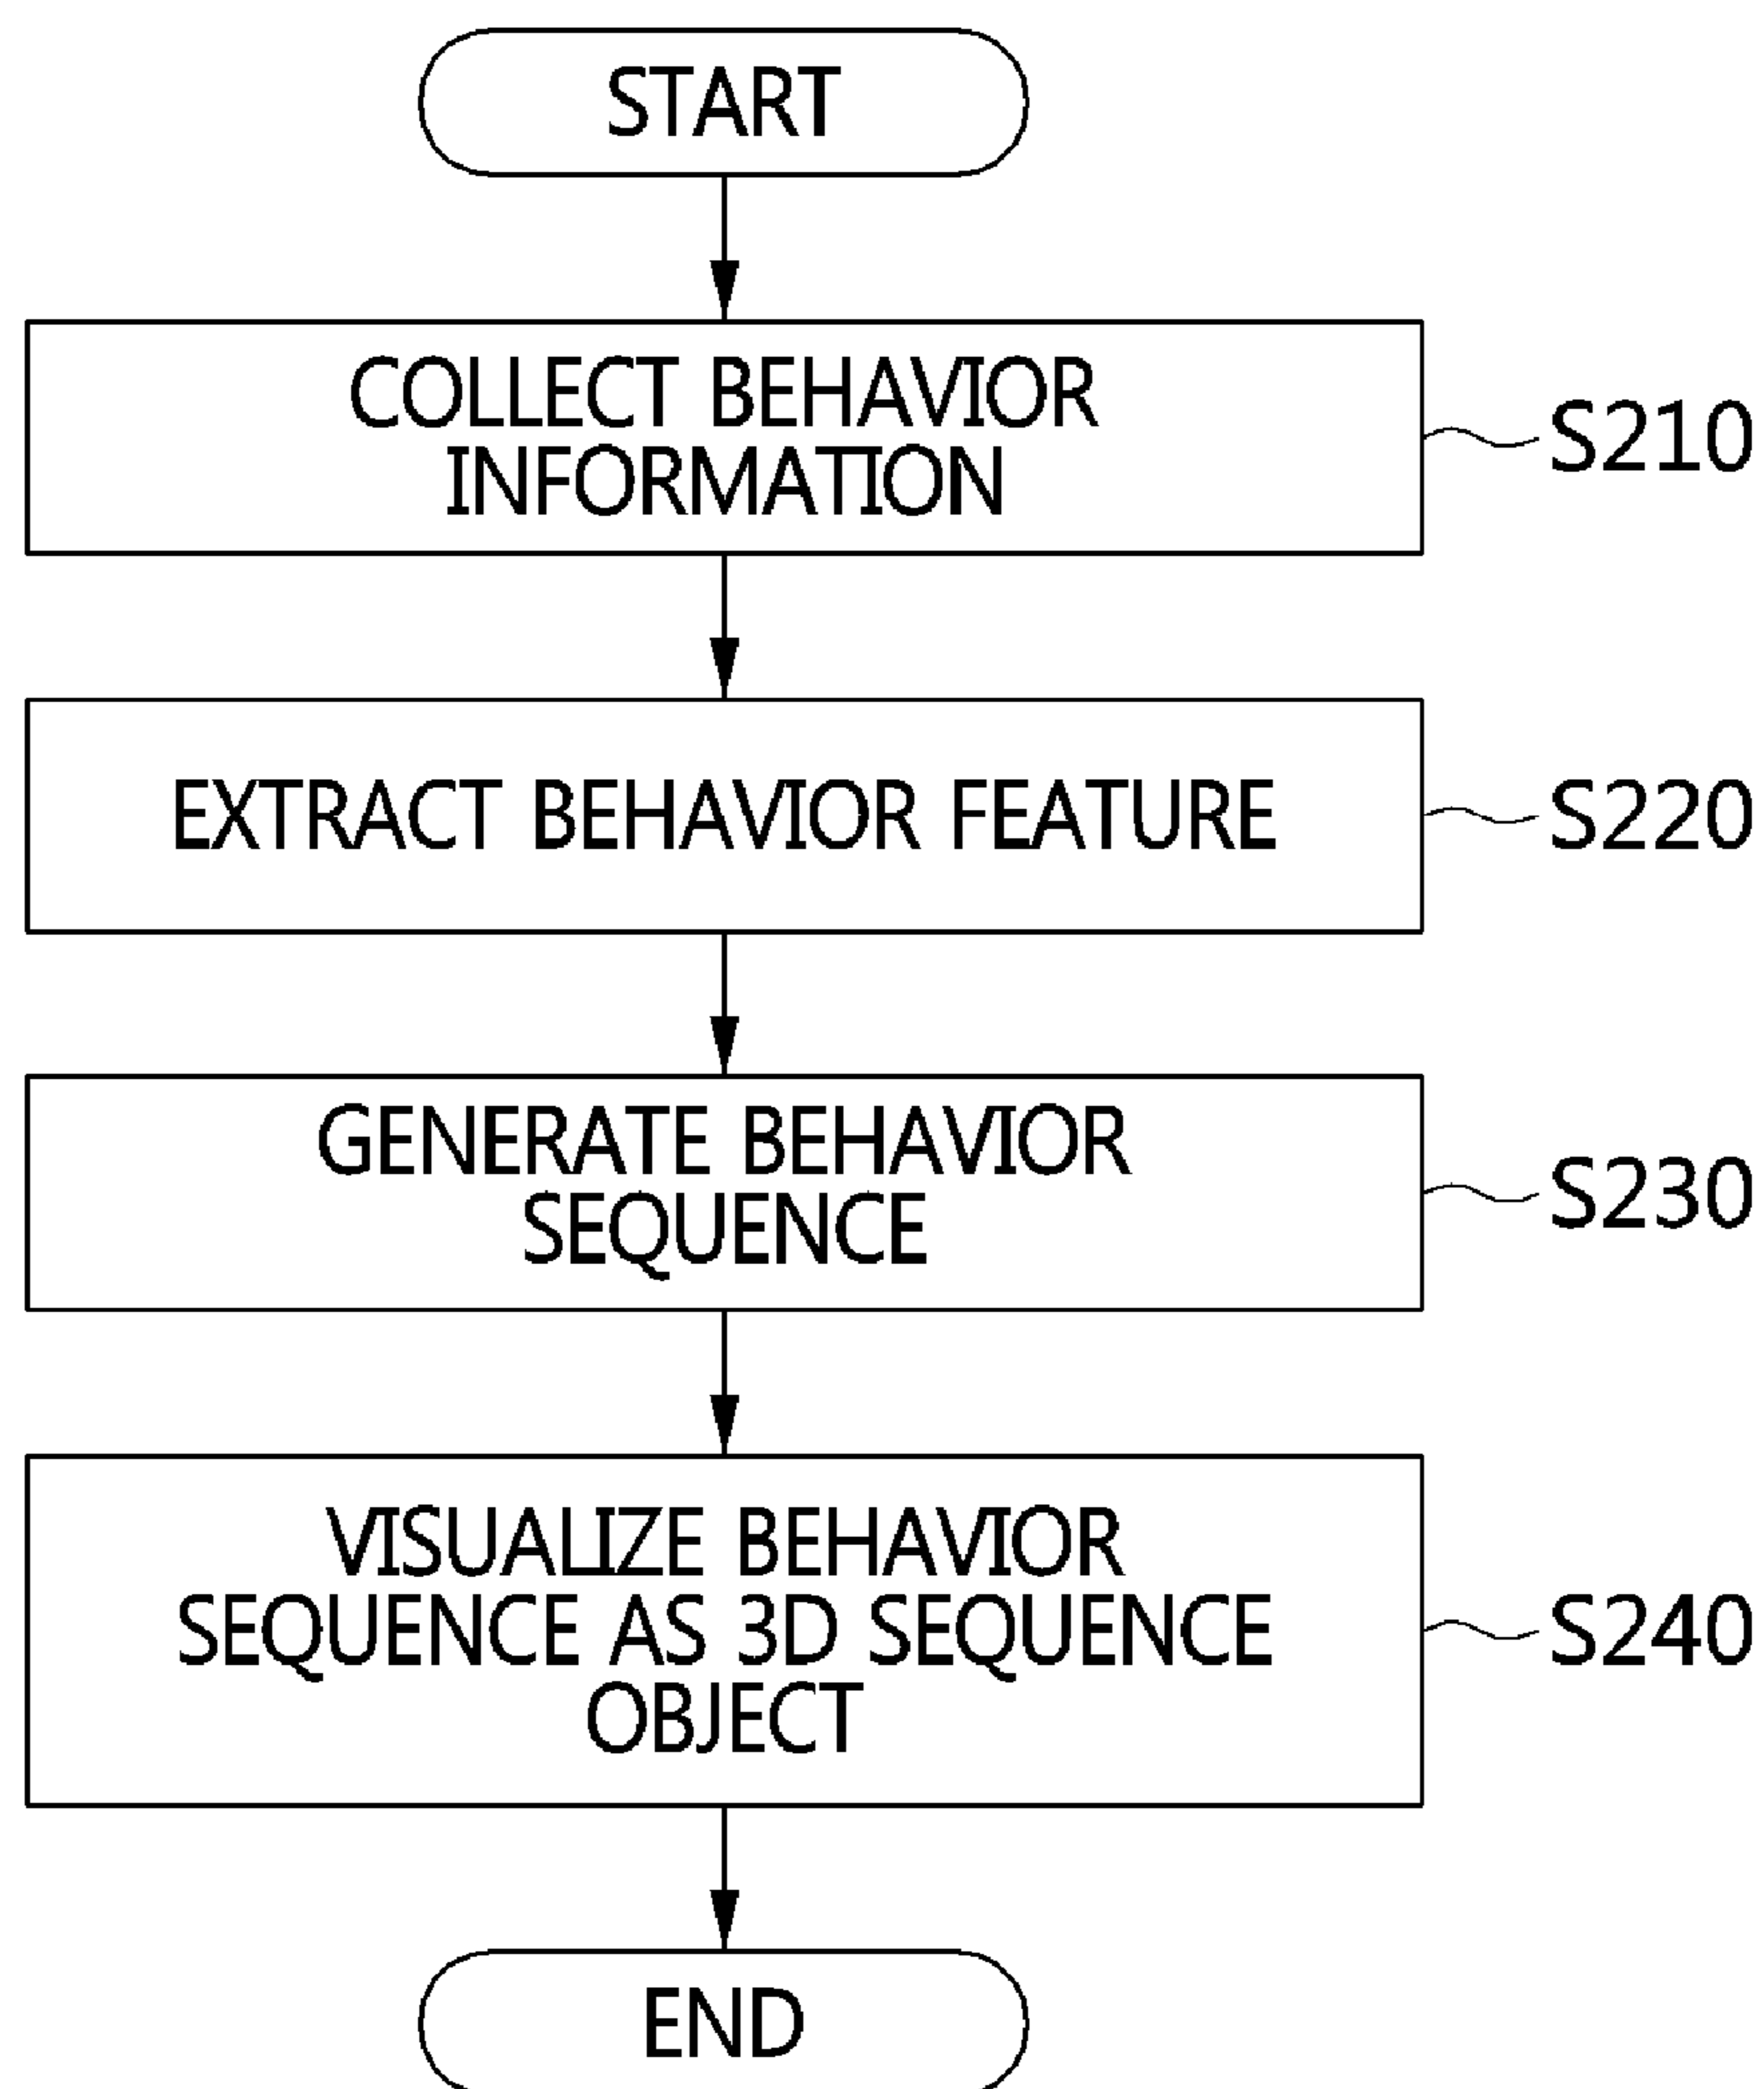 START
COLLECT BEHAVIOR
INFORMATION
S210
EXTRACT BEHAVIOR FEATURE
S220
GENERATE BEHAVIOR
SEQUENCE
S230
VISUALIZE BEHAVIOR
SEQUENCE AS 3D SEQUENCE
OBJECT
S240
END